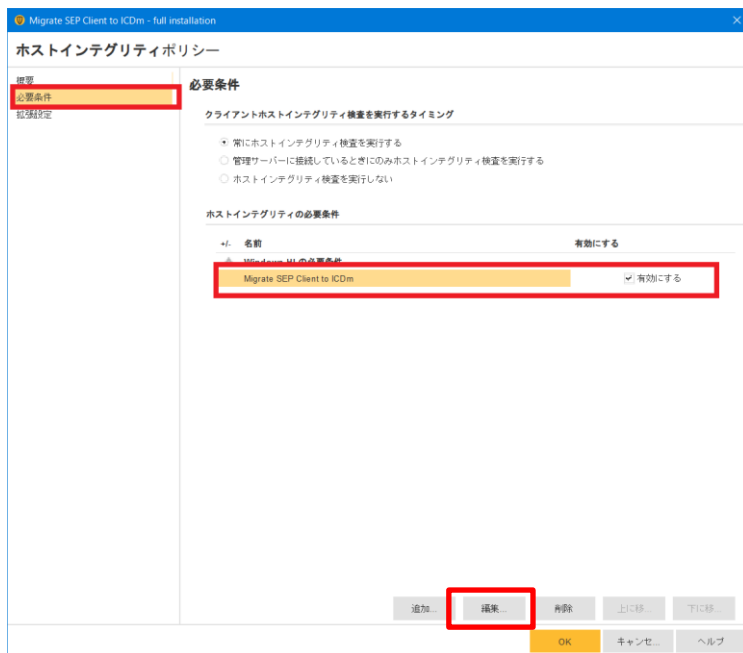 Migrate SEP Client to ICDm - full installation
ホストインテグリティポリシー
概要
必要条件
拡張設定
必要条件
クライアントホストインテグリティ検査を実行するタイミング
常にホストインテグリティ検査を実行する
管理サーバーに接続しているときにのみホストインテグリティ検査を実行する
ホストインテグリティ検査を実行しない
ホストインテグリティの必要条件
+/- 名前 有効にする
Windows HI の必要条件
Migrate SEP Client to ICDm 有効にする
追加... 編集... 削除 上に移... 下に移...
OK キャンセ... ヘルプ